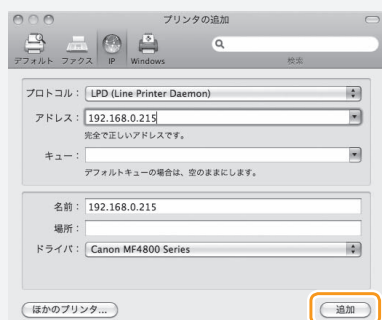 プリンタの追加
デフォルト ファックス IP Windows 検索
プロトコル： LPD (Line Printer Daemon)
アドレス： 192.168.0.215
完全で正しいアドレスです。
キュー：
デフォルトキューの場合は、空のままにします。
名前： 192.168.0.215
場所：
ドライバ： Canon MF4800 Series
ほかのプリンタ... 追加